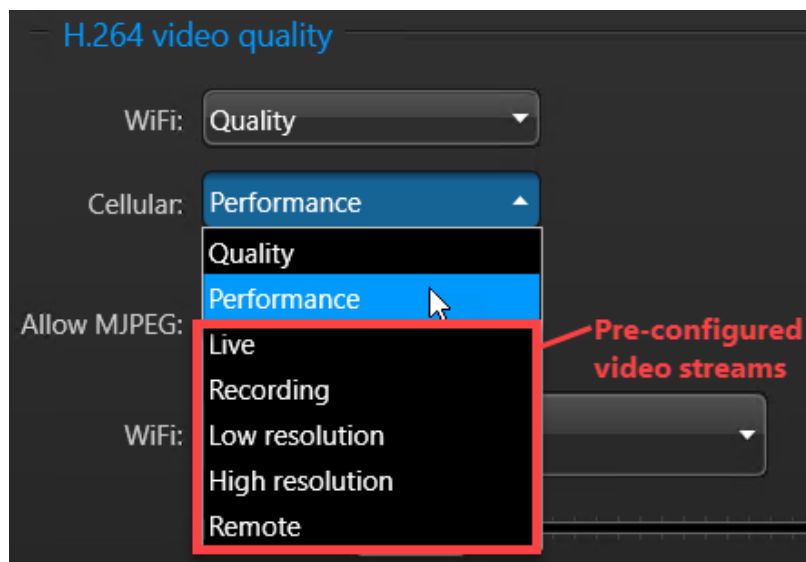 H.264 video quality
WiFi: Quality
Cellular: Performance
Quality
Performance
Allow MJPEG:
Live
Recording
Low resolution
High resolution
Remote
WiFi:
Pre-configured
video streams